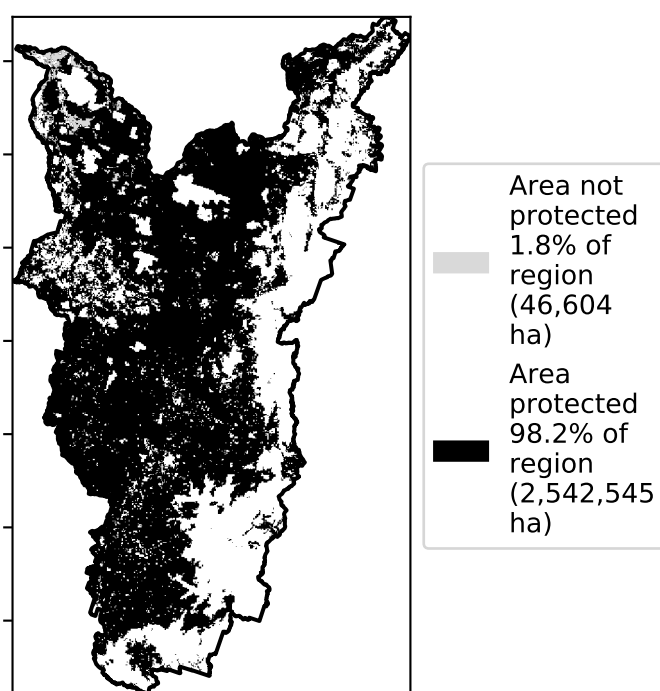 Area not
protected
1.8% of
region
(46,604
ha)
Area
protected
98.2% of
region
(2,542,545
ha)